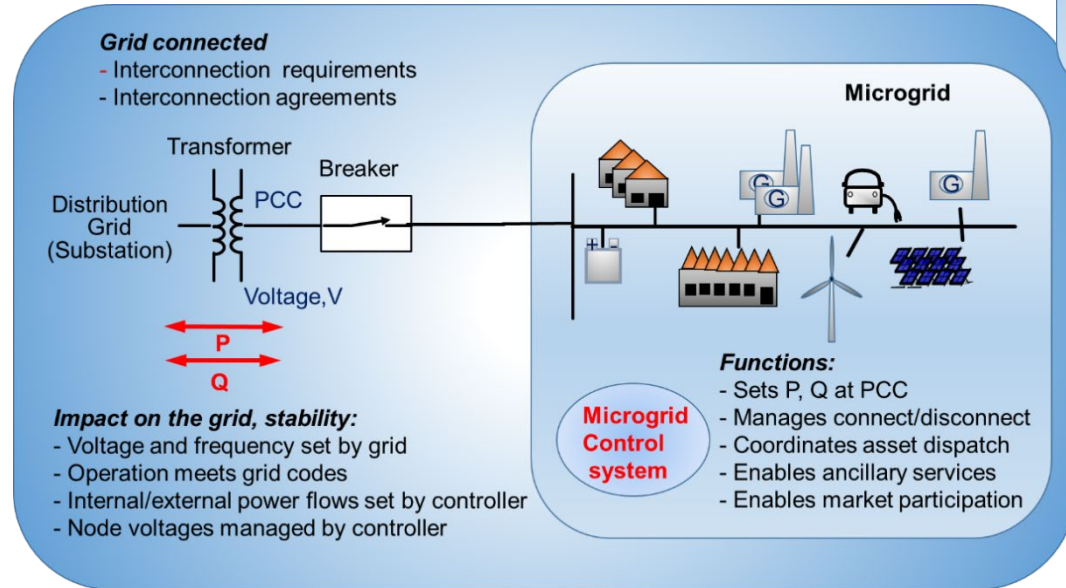 Grid connected
- Interconnection requirements
- Interconnection agreements
Microgrid
Transformer
Breaker
PCC
Distribution
Grid
(Substation)
Voltage,V
P
Q
G
G
G
+ -
Impact on the grid, stability:
- Voltage and frequency set by grid
- Operation meets grid codes
- Internal/external power flows set by controller
- Node voltages managed by controller
Microgrid
Control
system
Functions:
- Sets P, Q at PCC
- Manages connect/disconnect
- Coordinates asset dispatch
- Enables ancillary services
- Enables market participation